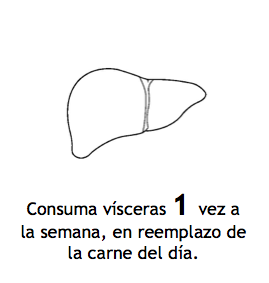 Consuma vísceras 1 vez a
la semana, en reemplazo de
la carne del día.